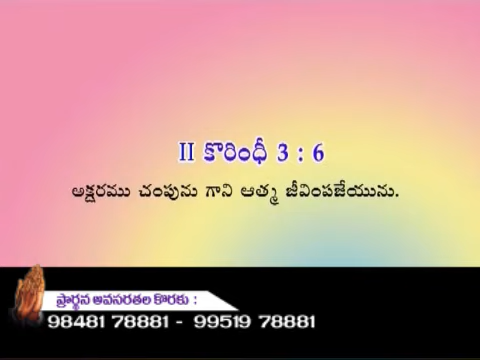 II కొరింథీ 3 : 6
అక్షరము చంపును గాని ఆత్మ జీవింపజేయును.
ప్రార్థన అవసరతల కొరకు :
98481 78881 - 99519 78881